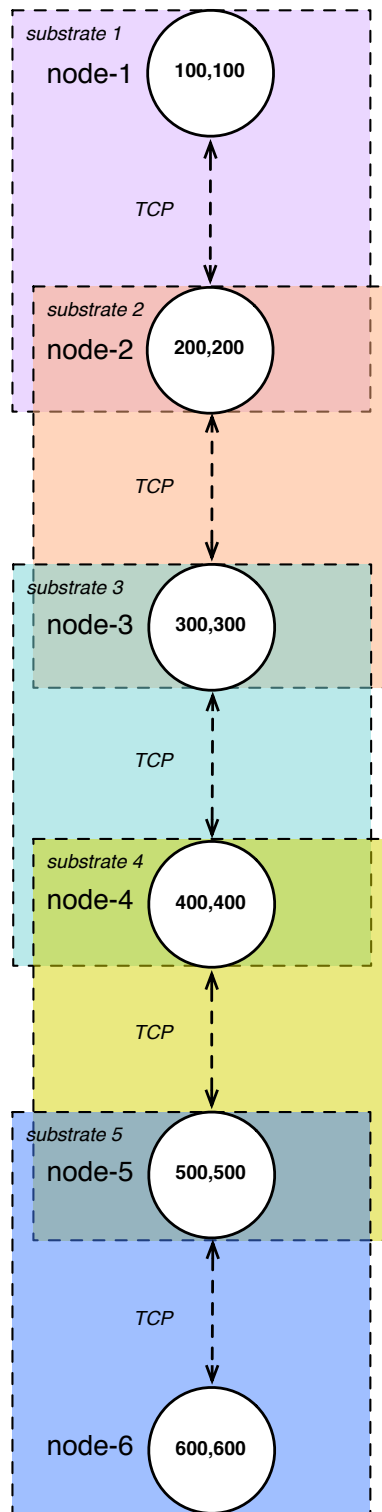 substrate 1
node-1
100,100
TCP
substrate 2
node-2
200,200
TCP
substrate 3
node-3
300,300
TCP
substrate 4
node-4
400,400
TCP
substrate 5
node-5
500,500
TCP
node-6
600,600